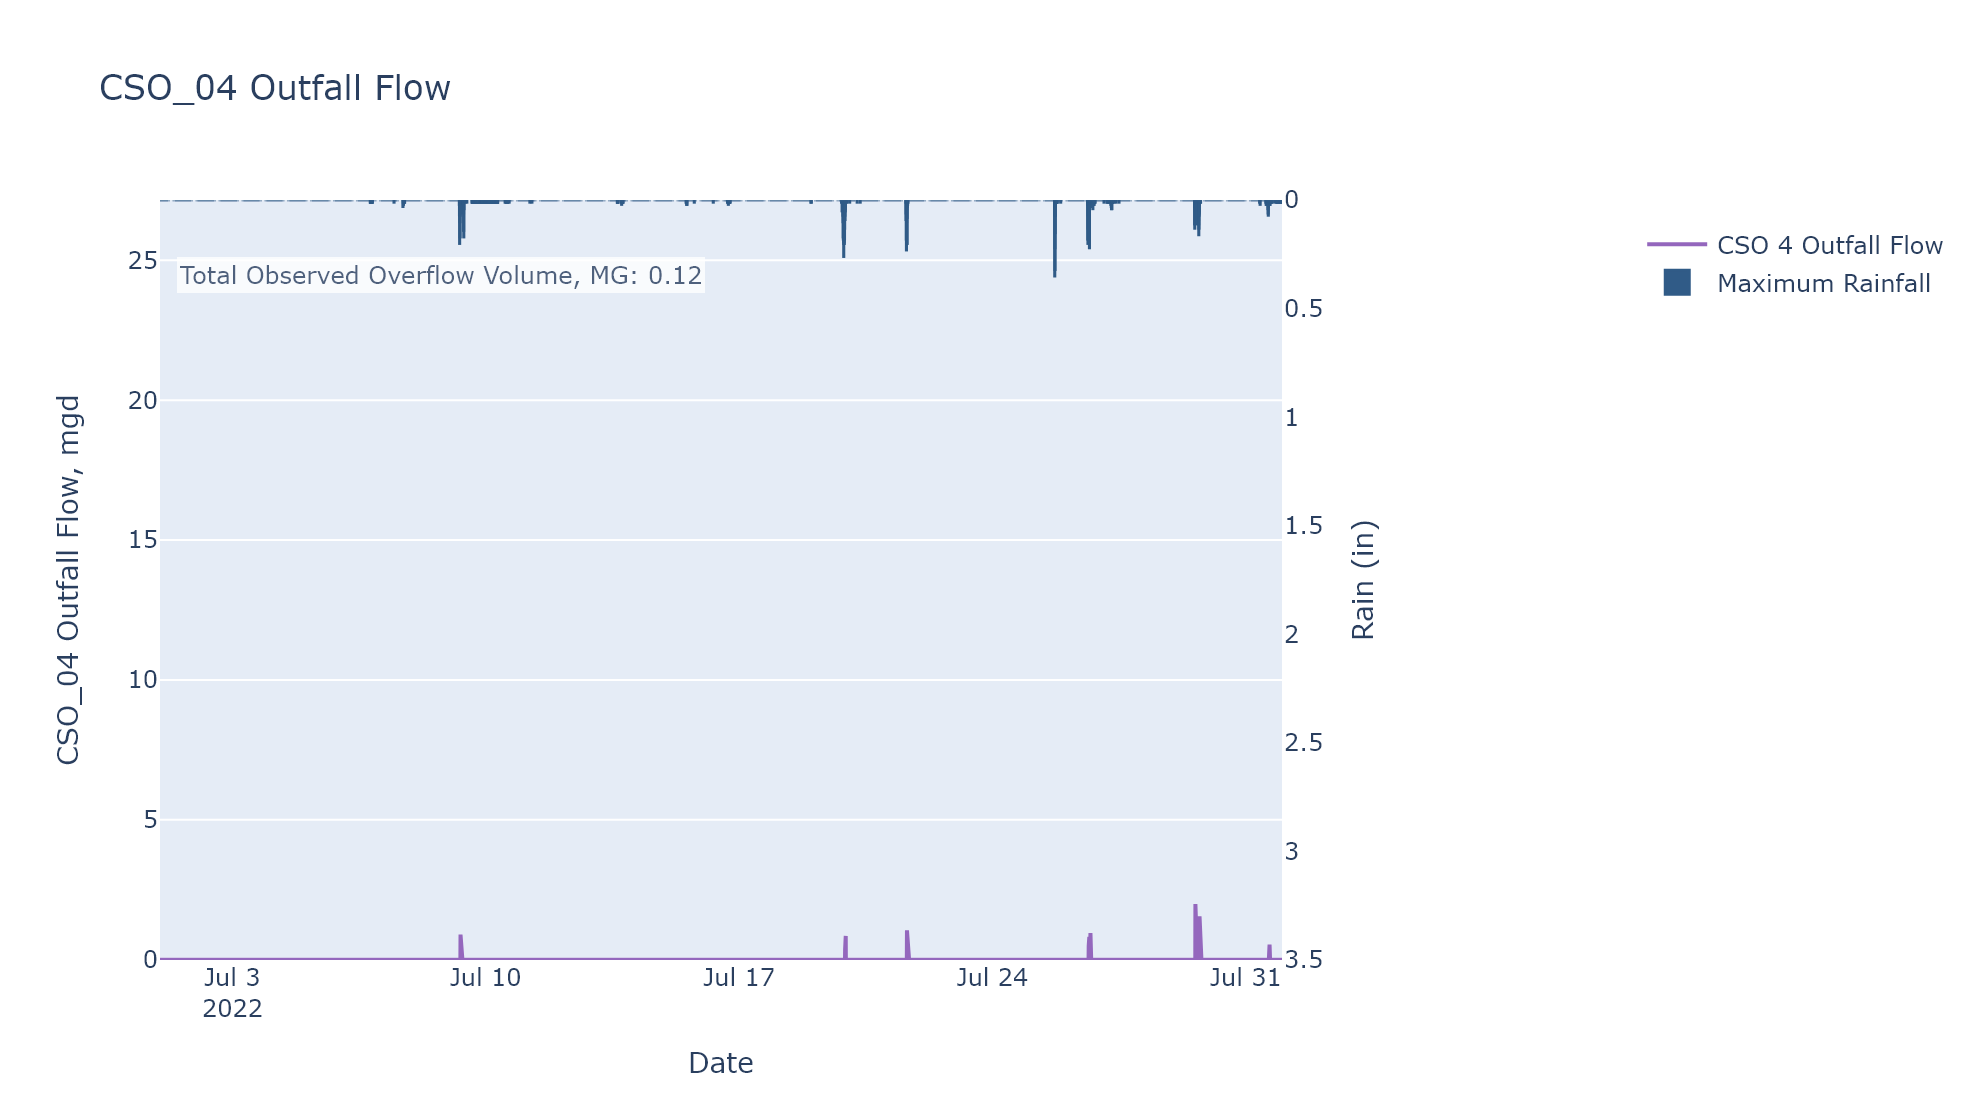 CSO_04 Outfall Flow
CSO 4 Outfall Flow
Maximum Rainfall
Total Observed Overflow Volume, MG: 0.12
CSO_04 Outfall Flow, mgd
25
20
15
10
5
0
0
0.5
1
1.5
2
2.5
3
3.5
Rain (in)
Jul 3
2022
Jul 10
Jul 17
Jul 24
Jul 31
Date